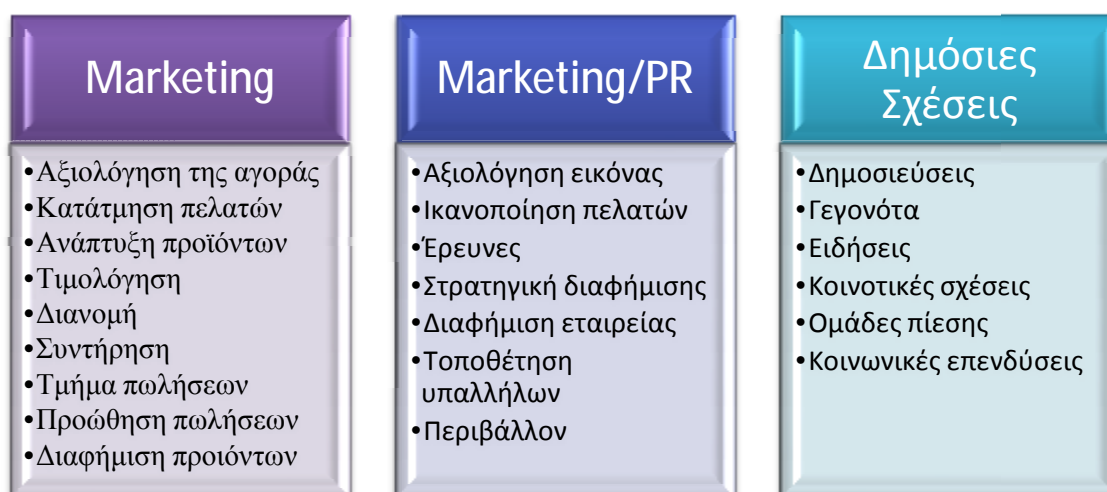 Marketing
•Αξιολόγηση της αγοράς
•Κατάτμηση πελατών
•Ανάπτυξη προϊόντων
•Τιμολόγηση
•Διανομή
•Συντήρηση
•Τμήμα πωλήσεων
•Προώθηση πωλήσεων
•Διαφήμιση προιόντων
Marketing/PR
•Αξιολόγηση εικόνας
•Ικανοποίηση πελατών
•Έρευνες
•Στρατηγική διαφήμισης
•Διαφήμιση εταιρείας
•Τοποθέτηση
υπαλλήλων
•Περιβάλλον
Δημόσιες
Σχέσεις
•Δημοσιεύσεις
•Γεγονότα
•Ειδήσεις
•Κοινοτικές σχέσεις
•Ομάδες πίεσης
•Κοινωνικές επενδύσεις